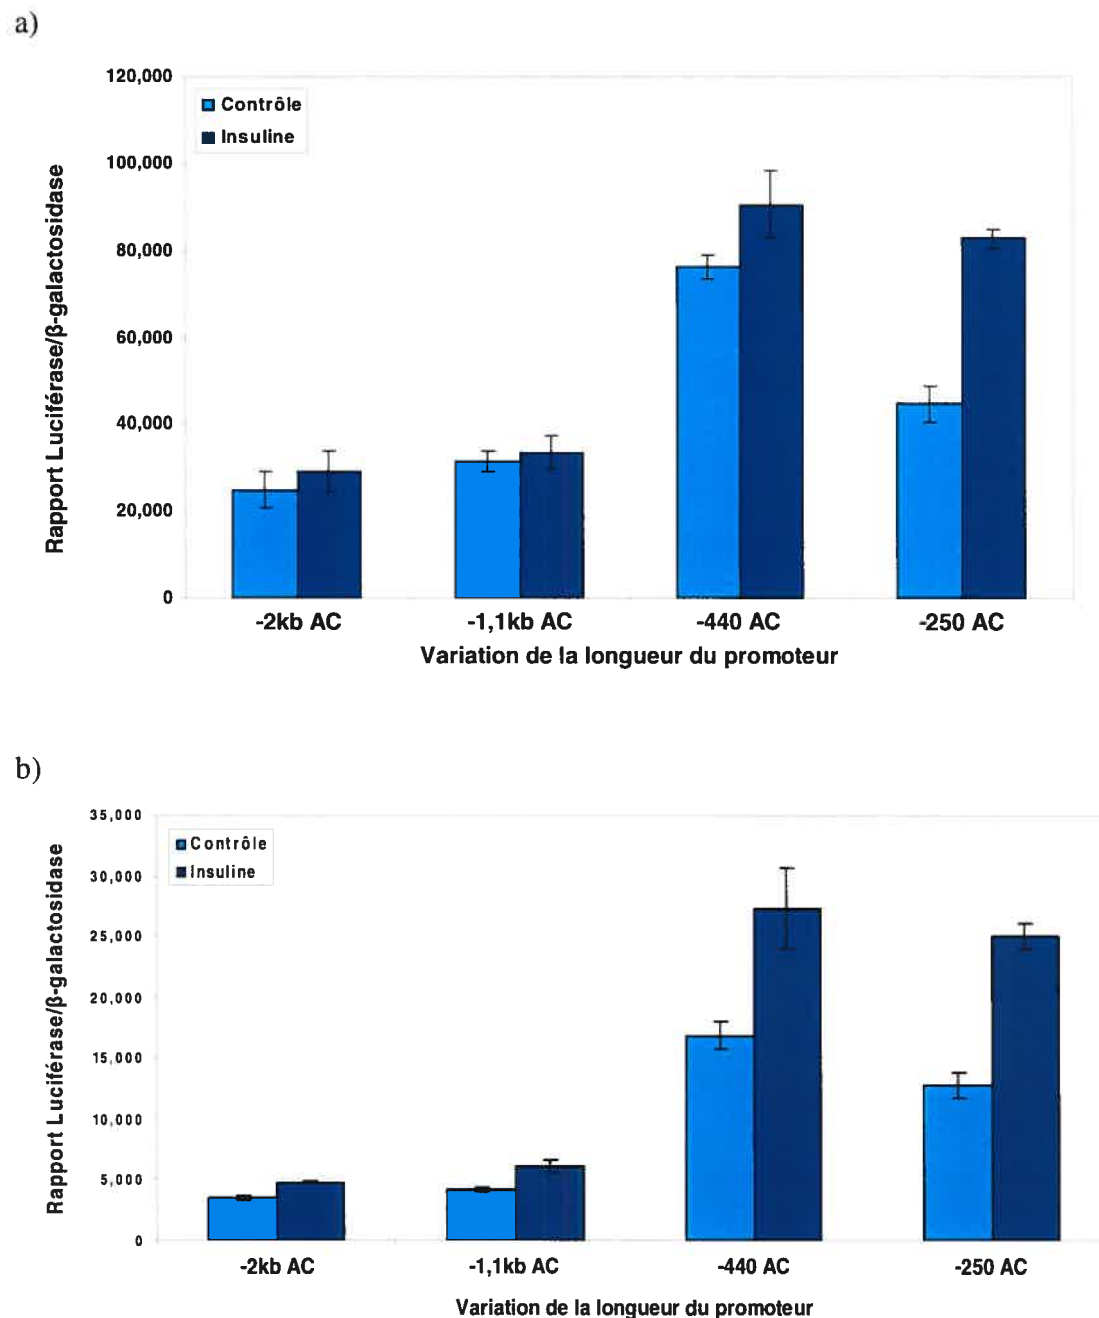 a)
120,000
100,000
80,000
60,000
40,000
20,000
0
Rapport Luciférase/β-galactosidase
Contrôle
Insuline
-2kb AC
-1,1kb AC
-440 AC
-250 AC
Variation de la longueur du promoteur
b)
35,000
30,000
25,000
20,000
15,000
10,000
5,000
0
Rapport Luciférase/β-galactosidase
Contrôle
Insuline
-2kb AC
-1,1kb AC
-440 AC
-250 AC
Variation de la longueur du promoteur